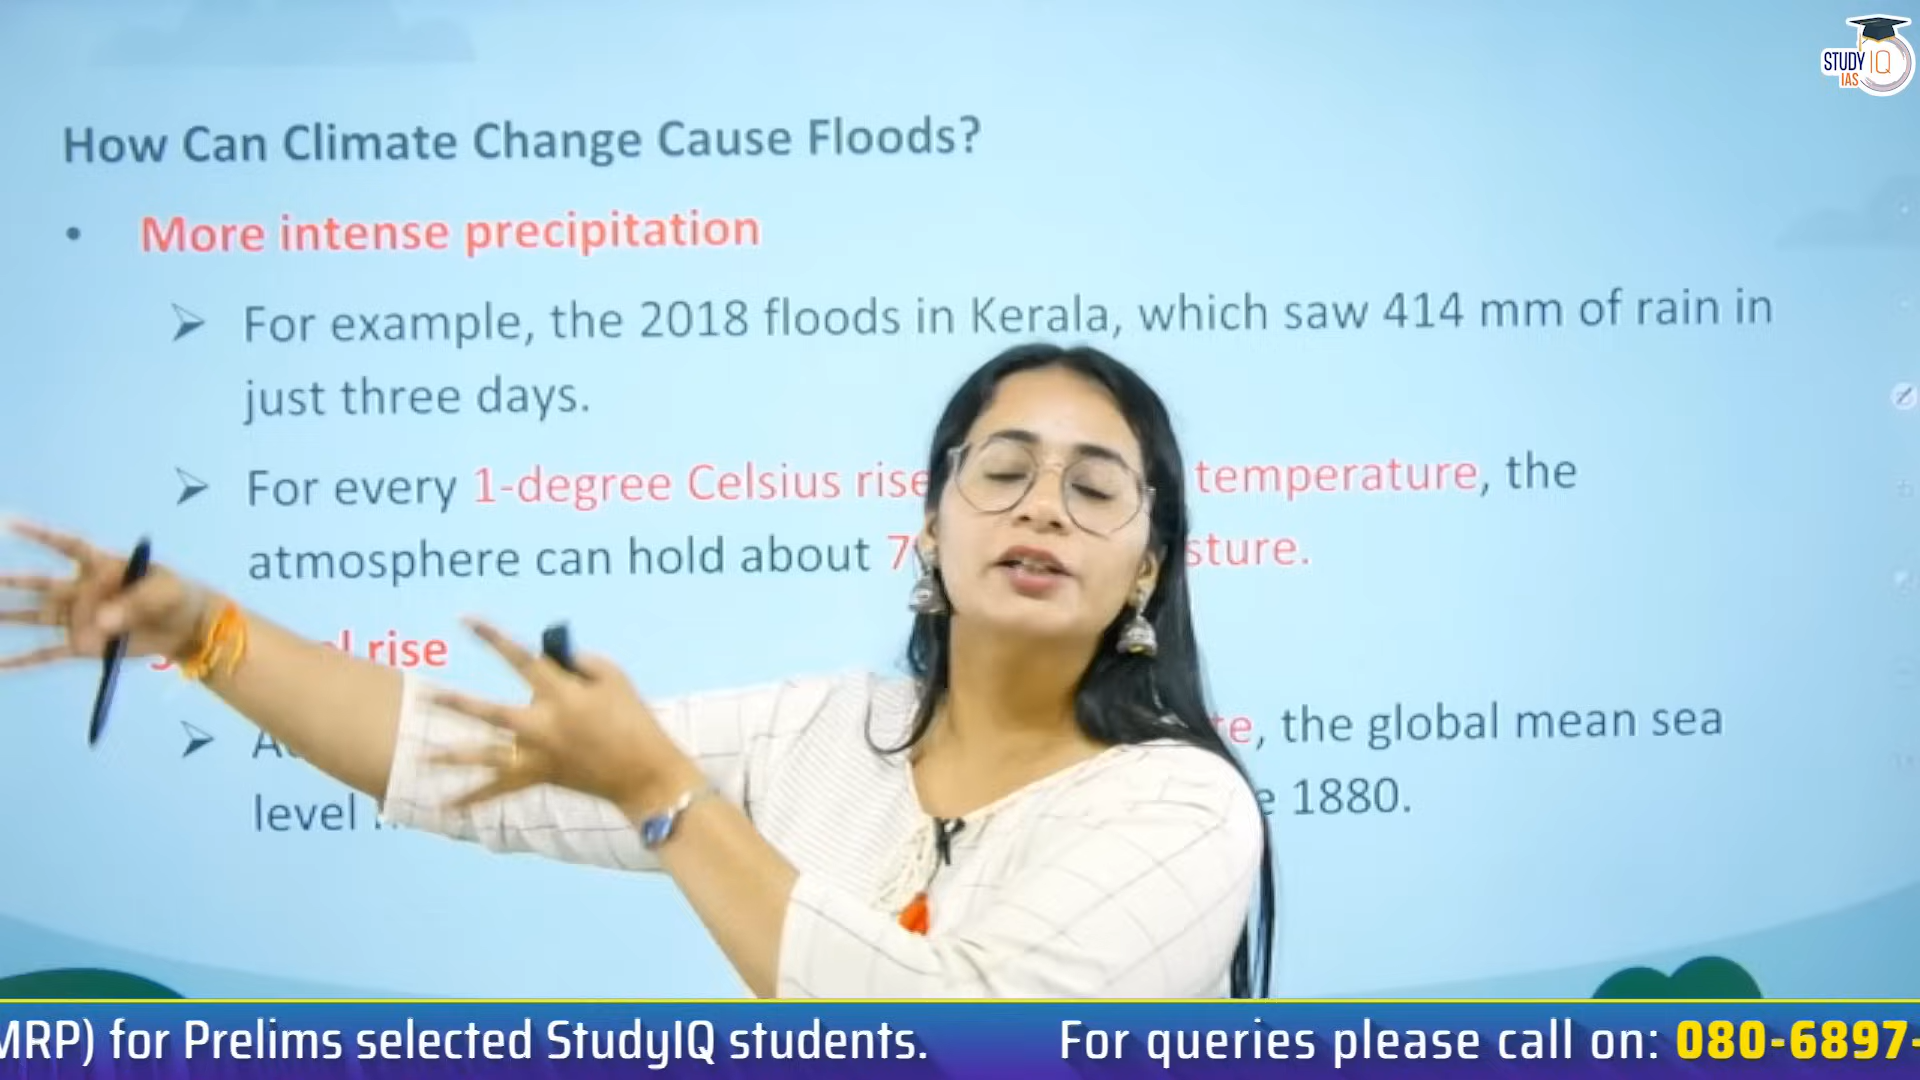 STUDY IQ
IAS
How Can Climate Change Cause Floods?
• More intense precipitation
➢ For example, the 2018 floods in Kerala, which saw 414 mm of rain in
just three days.
➢ For every 1-degree Celsius rise temperature, the
atmosphere can hold about
rise
➢ the global mean sea
level 1880.
MRP) for Prelims selected StudyIQ students. For queries please call on: 080-6897-